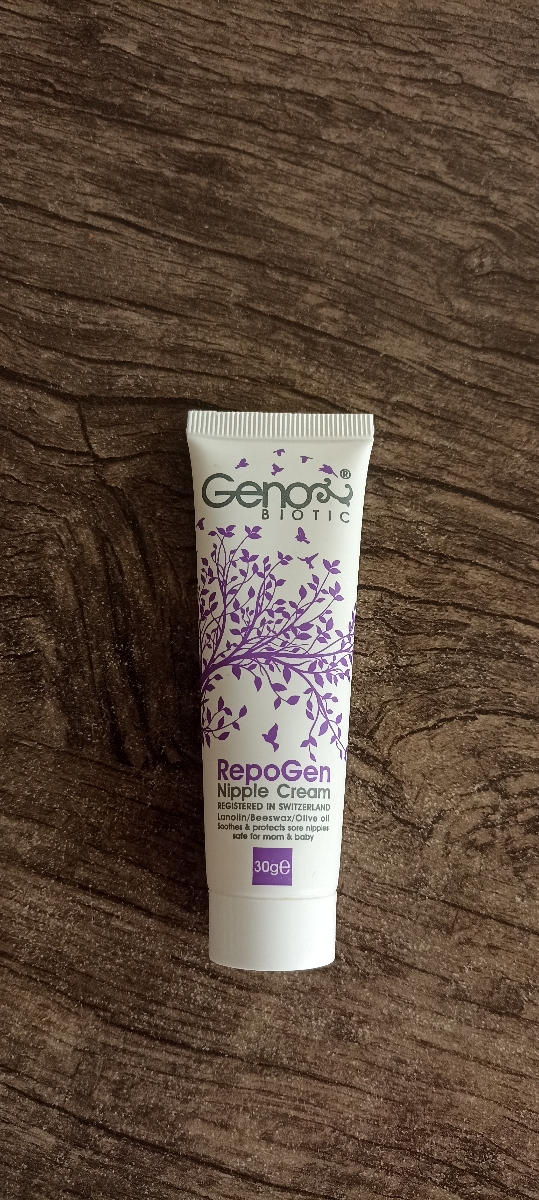 Geno
®
BIOTIC
RepoGen
Nipple Cream
REGISTERED IN SWITZERLAND
Lanolin/Beeswax/Olive oil
Soothes & protects sore nipples
safe for mom & baby
30g℮